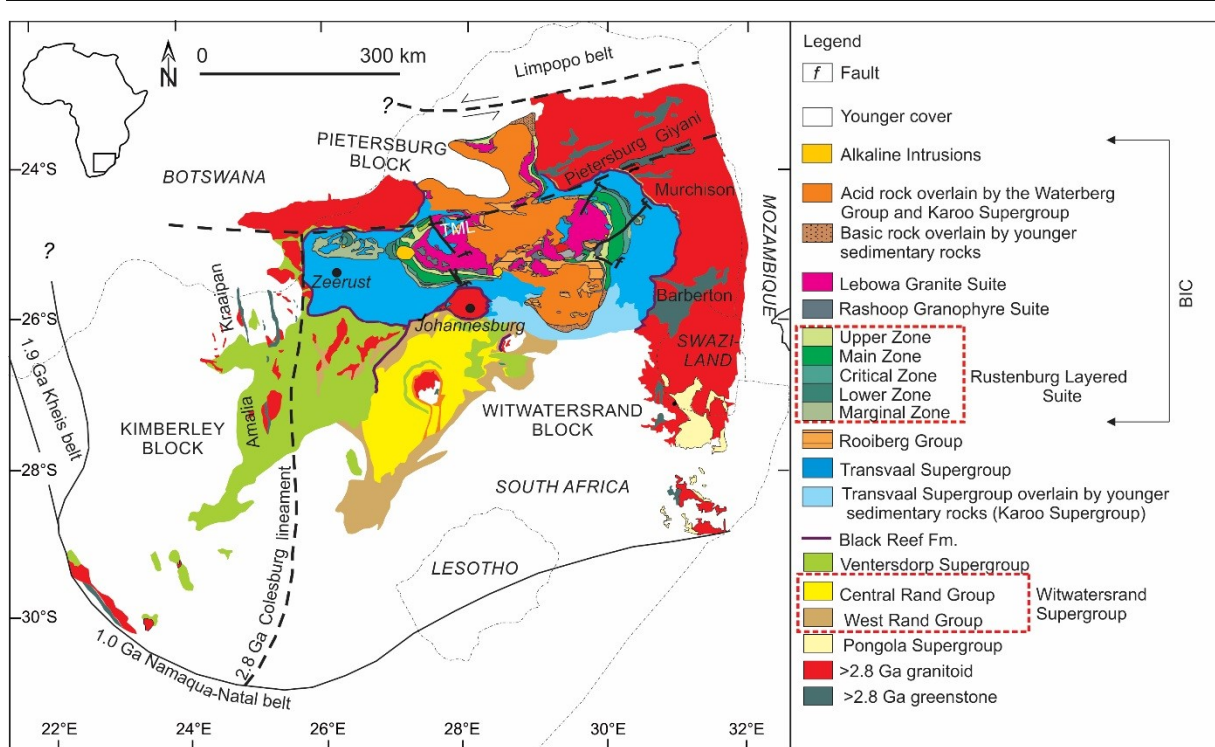 0 300 km
N
Limpopo belt
?
PIETERSBURG
BLOCK
Pietersburg
Giyani
24°S
BOTSWANA
Murchison
MOZAMBIQUE
TML
f
f
?
Zeerust
Kraaipan
Barberton
26°S
Johannesburg
SWAZI-
LAND
1.9 Ga Kheis belt
Amalia
KIMBERLEY
BLOCK
WITWATERSRAND
BLOCK
28°S
SOUTH AFRICA
2.8 Ga Colesburg lineament
LESOTHO
30°S
1.0 Ga Namaqua-Natal belt
22°E 24°E 26°E 28°E 30°E 32°E
Legend
f Fault
Younger cover
Alkaline Intrusions
Acid rock overlain by the Waterberg
Group and Karoo Supergroup
Basic rock overlain by younger
sedimentary rocks
Lebowa Granite Suite
Rashoop Granophyre Suite
Upper Zone
Main Zone
Critical Zone
Lower Zone
Marginal Zone
Rustenburg Layered
Suite
BIC
Rooiberg Group
Transvaal Supergroup
Transvaal Supergroup overlain by younger
sedimentary rocks (Karoo Supergroup)
Black Reef Fm.
Ventersdorp Supergroup
Central Rand Group
West Rand Group
Witwatersrand
Supergroup
Pongola Supergroup
>2.8 Ga granitoid
>2.8 Ga greenstone